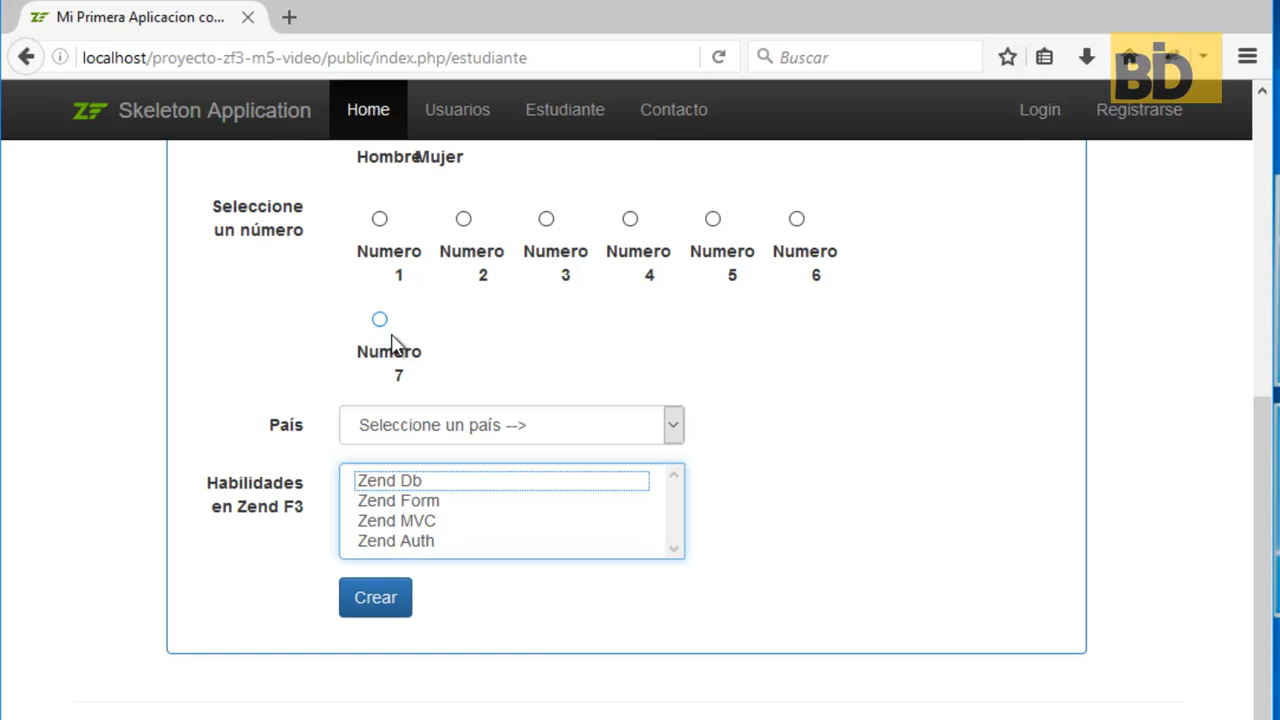 Mi Primera Aplicacion co...
localhost/proyecto-zf3-m5-video/public/index.php/estudiante
Buscar
BID
ZF Skeleton Application Home Usuarios Estudiante Contacto Login Registrarse
Hombre Mujer
Seleccione
un número
Numero
1
Numero
2
Numero
3
Numero
4
Numero
5
Numero
6
Numero
7
País
Seleccione un país -->
Habilidades
en Zend F3
Zend Db
Zend Form
Zend MVC
Zend Auth
Crear